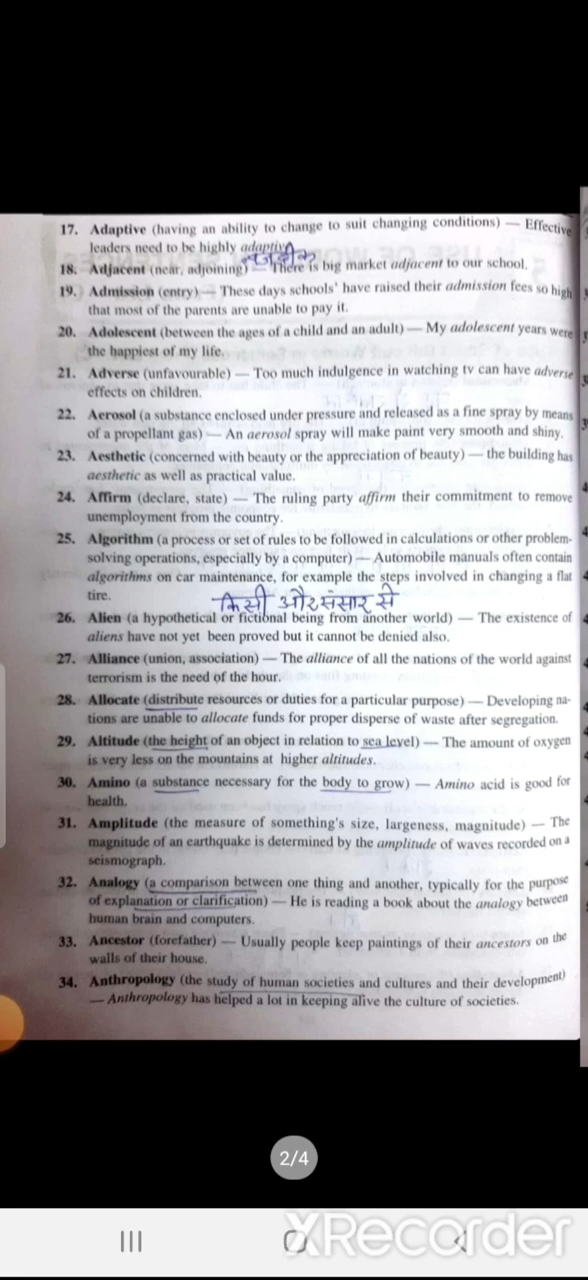 17. Adaptive (having an ability to change to suit changing conditions) — Effective
leaders need to be highly adaptive.
नजदीक
18. Adjacent (near, adjoining) — There is big market adjacent to our school.
19. Admission (entry) — These days schools' have raised their admission fees so high
that most of the parents are unable to pay it.
20. Adolescent (between the ages of a child and an adult) — My adolescent years were
the happiest of my life.
21. Adverse (unfavourable) — Too much indulgence in watching tv can have adverse
effects on children.
22. Aerosol (a substance enclosed under pressure and released as a fine spray by means
of a propellant gas) — An aerosol spray will make paint very smooth and shiny.
23. Aesthetic (concerned with beauty or the appreciation of beauty) — the building has
aesthetic as well as practical value.
24. Affirm (declare, state) — The ruling party affirm their commitment to remove
unemployment from the country.
25. Algorithm (a process or set of rules to be followed in calculations or other problem-
solving operations, especially by a computer) — Automobile manuals often contain
algorithms on car maintenance, for example the steps involved in changing a flat
tire.
किसी और संसार से
26. Alien (a hypothetical or fictional being from another world) — The existence of
aliens have not yet been proved but it cannot be denied also.
27. Alliance (union, association) — The alliance of all the nations of the world against
terrorism is the need of the hour.
28. Allocate (distribute resources or duties for a particular purpose) — Developing na-
tions are unable to allocate funds for proper disperse of waste after segregation.
29. Altitude (the height of an object in relation to sea level) — The amount of oxygen
is very less on the mountains at higher altitudes.
30. Amino (a substance necessary for the body to grow) — Amino acid is good for
health.
31. Amplitude (the measure of something's size, largeness, magnitude) — The
magnitude of an earthquake is determined by the amplitude of waves recorded on a
seismograph.
32. Analogy (a comparison between one thing and another, typically for the purpose
of explanation or clarification) — He is reading a book about the analogy between
human brain and computers.
33. Ancestor (forefather) — Usually people keep paintings of their ancestors on the
walls of their house.
34. Anthropology (the study of human societies and cultures and their development)
— Anthropology has helped a lot in keeping alive the culture of societies.
2/4
XRecorder